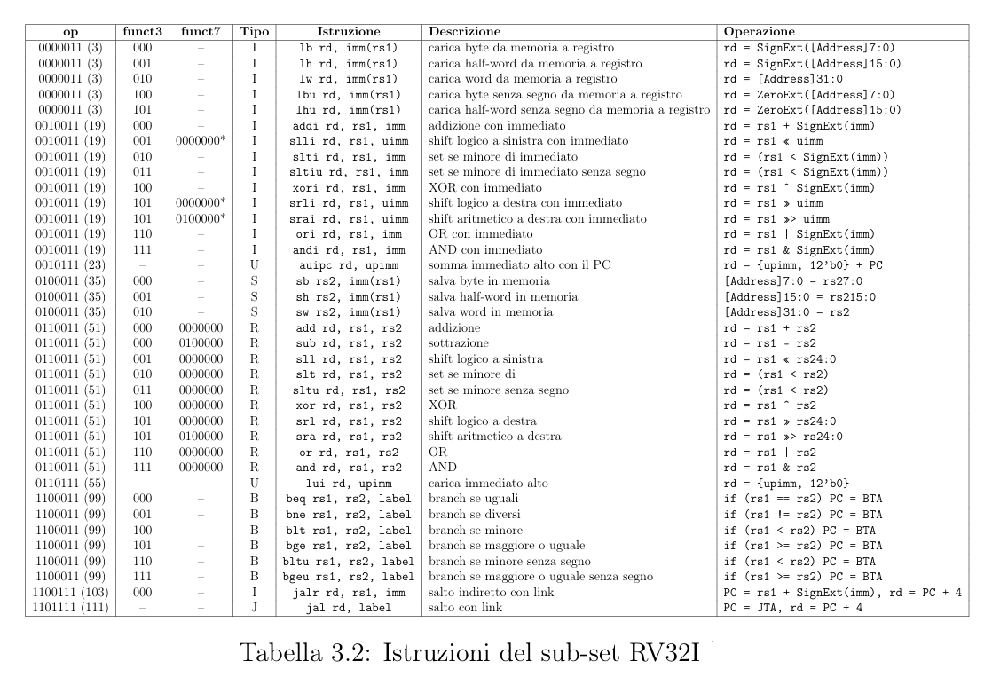 op funct3 funct7 Tipo Istruzione Descrizione Operazione
0000011 (3) 000 – I lb rd, imm(rs1) carica byte da memoria a registro rd = SignExt([Address]7:0)
0000011 (3) 001 – I lh rd, imm(rs1) carica half-word da memoria a registro rd = SignExt([Address]15:0)
0000011 (3) 010 – I lw rd, imm(rs1) carica word da memoria a registro rd = [Address]31:0
0000011 (3) 100 – I lbu rd, imm(rs1) carica byte senza segno da memoria a registro rd = ZeroExt([Address]7:0)
0000011 (3) 101 – I lhu rd, imm(rs1) carica half-word senza segno da memoria a registro rd = ZeroExt([Address]15:0)
0010011 (19) 000 – I addi rd, rs1, imm addizione con immediato rd = rs1 + SignExt(imm)
0010011 (19) 001 0000000* I slli rd, rs1, uimm shift logico a sinistra con immediato rd = rs1 « uimm
0010011 (19) 010 – I slti rd, rs1, imm set se minore di immediato rd = (rs1 < SignExt(imm))
0010011 (19) 011 – I sltiu rd, rs1, imm set se minore di immediato senza segno rd = (rs1 < SignExt(imm))
0010011 (19) 100 – I xori rd, rs1, imm XOR con immediato rd = rs1 ^ SignExt(imm)
0010011 (19) 101 0000000* I srli rd, rs1, uimm shift logico a destra con immediato rd = rs1 » uimm
0010011 (19) 101 0100000* I srai rd, rs1, uimm shift aritmetico a destra con immediato rd = rs1 »> uimm
0010011 (19) 110 – I ori rd, rs1, imm OR con immediato rd = rs1 | SignExt(imm)
0010011 (19) 111 – I andi rd, rs1, imm AND con immediato rd = rs1 & SignExt(imm)
0010111 (23) – – U auipc rd, upimm somma immediato alto con il PC rd = {upimm, 12’b0} + PC
0100011 (35) 000 – S sb rs2, imm(rs1) salva byte in memoria [Address]7:0 = rs27:0
0100011 (35) 001 – S sh rs2, imm(rs1) salva half-word in memoria [Address]15:0 = rs215:0
0100011 (35) 010 – S sw rs2, imm(rs1) salva word in memoria [Address]31:0 = rs2
0110011 (51) 000 0000000 R add rd, rs1, rs2 addizione rd = rs1 + rs2
0110011 (51) 000 0100000 R sub rd, rs1, rs2 sottrazione rd = rs1 - rs2
0110011 (51) 001 0000000 R sll rd, rs1, rs2 shift logico a sinistra rd = rs1 « rs24:0
0110011 (51) 010 0000000 R slt rd, rs1, rs2 set se minore di rd = (rs1 < rs2)
0110011 (51) 011 0000000 R sltu rd, rs1, rs2 set se minore senza segno rd = (rs1 < rs2)
0110011 (51) 100 0000000 R xor rd, rs1, rs2 XOR rd = rs1 ^ rs2
0110011 (51) 101 0000000 R srl rd, rs1, rs2 shift logico a destra rd = rs1 » rs24:0
0110011 (51) 101 0100000 R sra rd, rs1, rs2 shift aritmetico a destra rd = rs1 »> rs24:0
0110011 (51) 110 0000000 R or rd, rs1, rs2 OR rd = rs1 | rs2
0110011 (51) 111 0000000 R and rd, rs1, rs2 AND rd = rs1 & rs2
0110111 (55) – – U lui rd, upimm carica immediato alto rd = {upimm, 12’b0}
1100011 (99) 000 – B beq rs1, rs2, label branch se uguali if (rs1 == rs2) PC = BTA
1100011 (99) 001 – B bne rs1, rs2, label branch se diversi if (rs1 != rs2) PC = BTA
1100011 (99) 100 – B blt rs1, rs2, label branch se minore if (rs1 < rs2) PC = BTA
1100011 (99) 101 – B bge rs1, rs2, label branch se maggiore o uguale if (rs1 >= rs2) PC = BTA
1100011 (99) 110 – B bltu rs1, rs2, label branch se minore senza segno if (rs1 < rs2) PC = BTA
1100011 (99) 111 – B bgeu rs1, rs2, label branch se maggiore o uguale senza segno if (rs1 >= rs2) PC = BTA
1100111 (103) 000 – I jalr rd, rs1, imm salto indiretto con link PC = rs1 + SignExt(imm), rd = PC + 4
1101111 (111) – – J jal rd, label salto con link PC = JTA, rd = PC + 4
Tabella 3.2: Istruzioni del sub-set RV32I